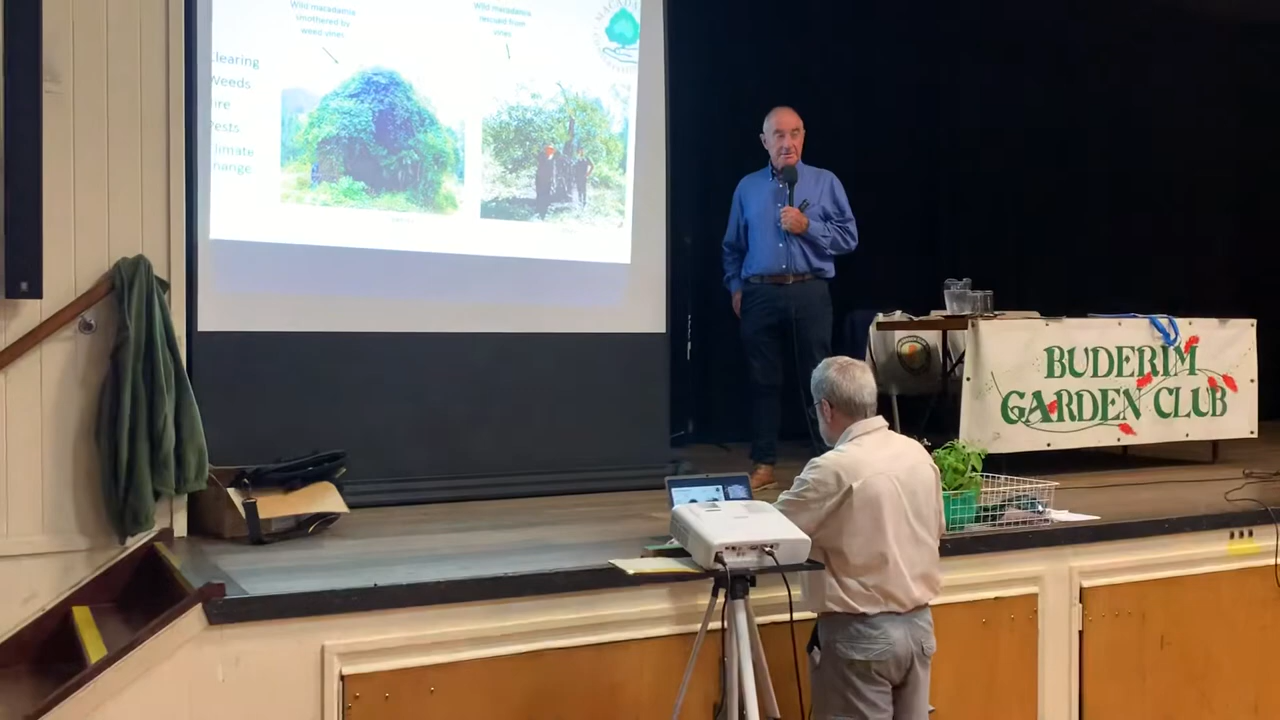 Wild macadamia
smothered by
weed vines
Wild macadamia
rescued from
vines
learing
Weeds
ire
ests
limate
hange
BUDERIM
GARDEN CLUB